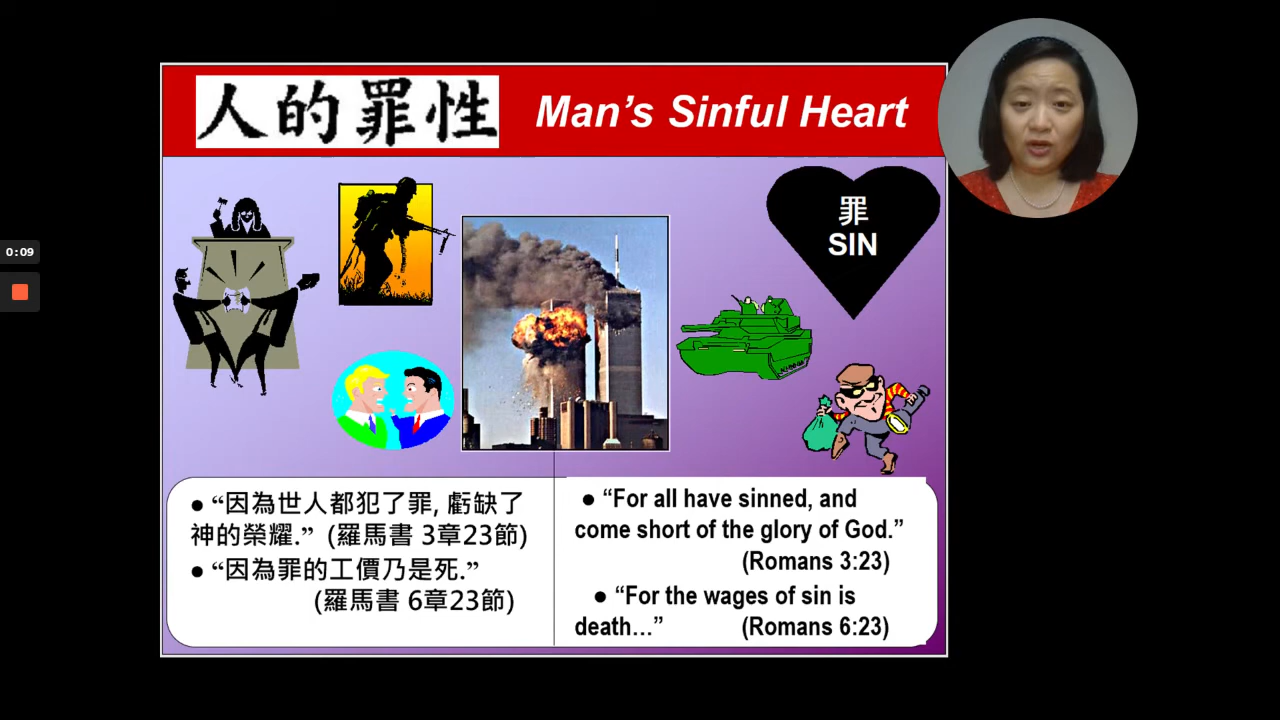 人的罪性
Man's Sinful Heart
罪
SIN
0:09
● “因為世人都犯了罪, 虧缺了
神的榮耀.” (羅馬書 3章23節)
● “因為罪的工價乃是死.”
(羅馬書 6章23節)
● “For all have sinned, and
come short of the glory of God.”
(Romans 3:23)
● “For the wages of sin is
death…” (Romans 6:23)